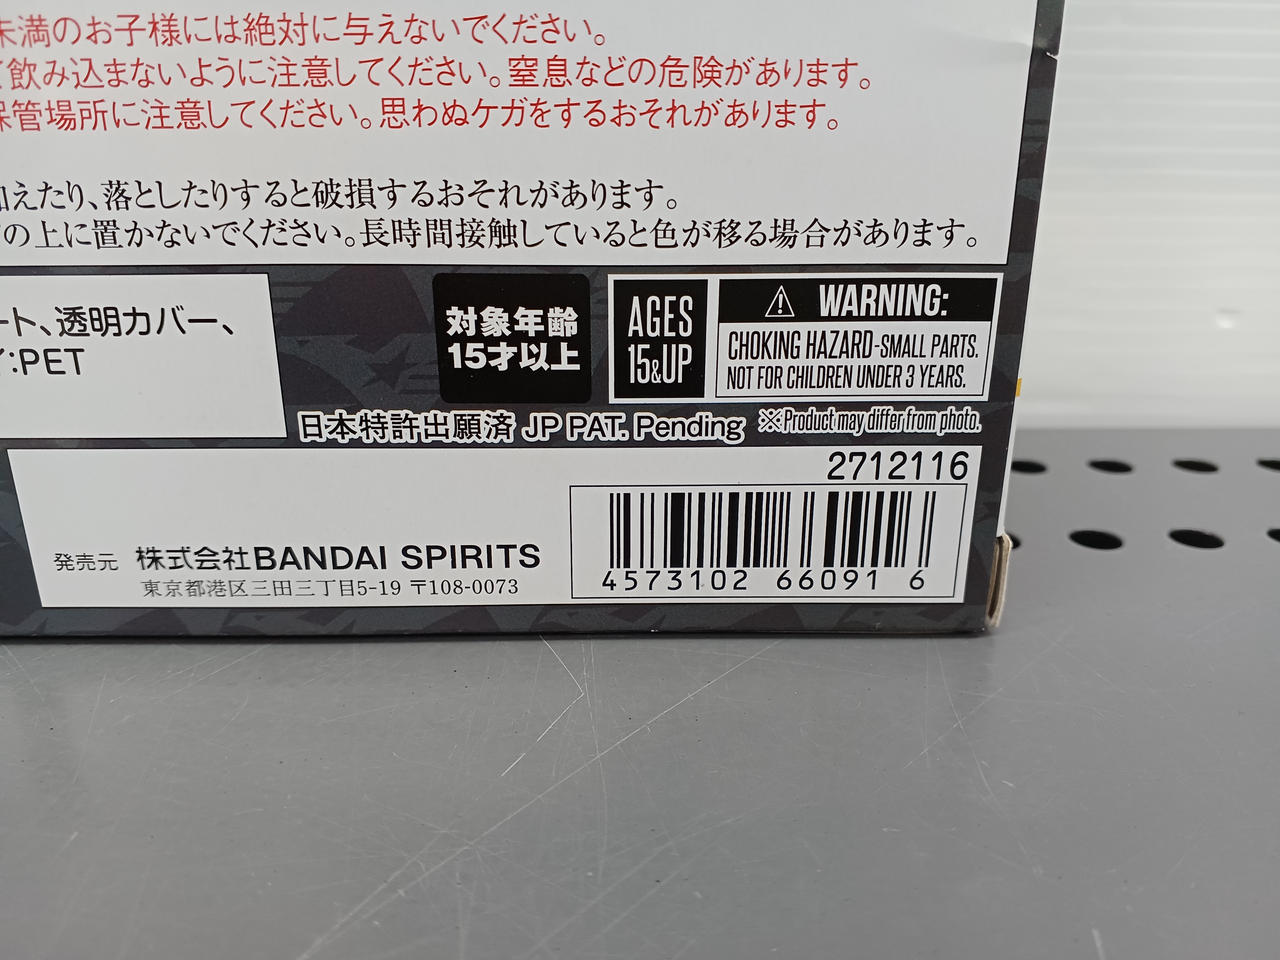 未満のお子様には絶対に与えないでください。
飲み込まないように注意してください。窒息などの危険があります。
保管場所に注意してください。思わぬケガをするおそれがあります。
加えたり、落としたりすると破損するおそれがあります。
の上に置かないでください。長時間接触していると色が移る場合があります。
ート、透明カバー、
:PET
対象年齢
15才以上
AGES
15&UP
⚠ WARNING:
CHOKING HAZARD-SMALL PARTS.
NOT FOR CHILDREN UNDER 3 YEARS.
日本特許出願済 JP PAT. Pending ※Product may differ from photo.
2712116
発売元 株式会社BANDAI SPIRITS
東京都港区三田三丁目5-19 〒108-0073
4573102 66091 6